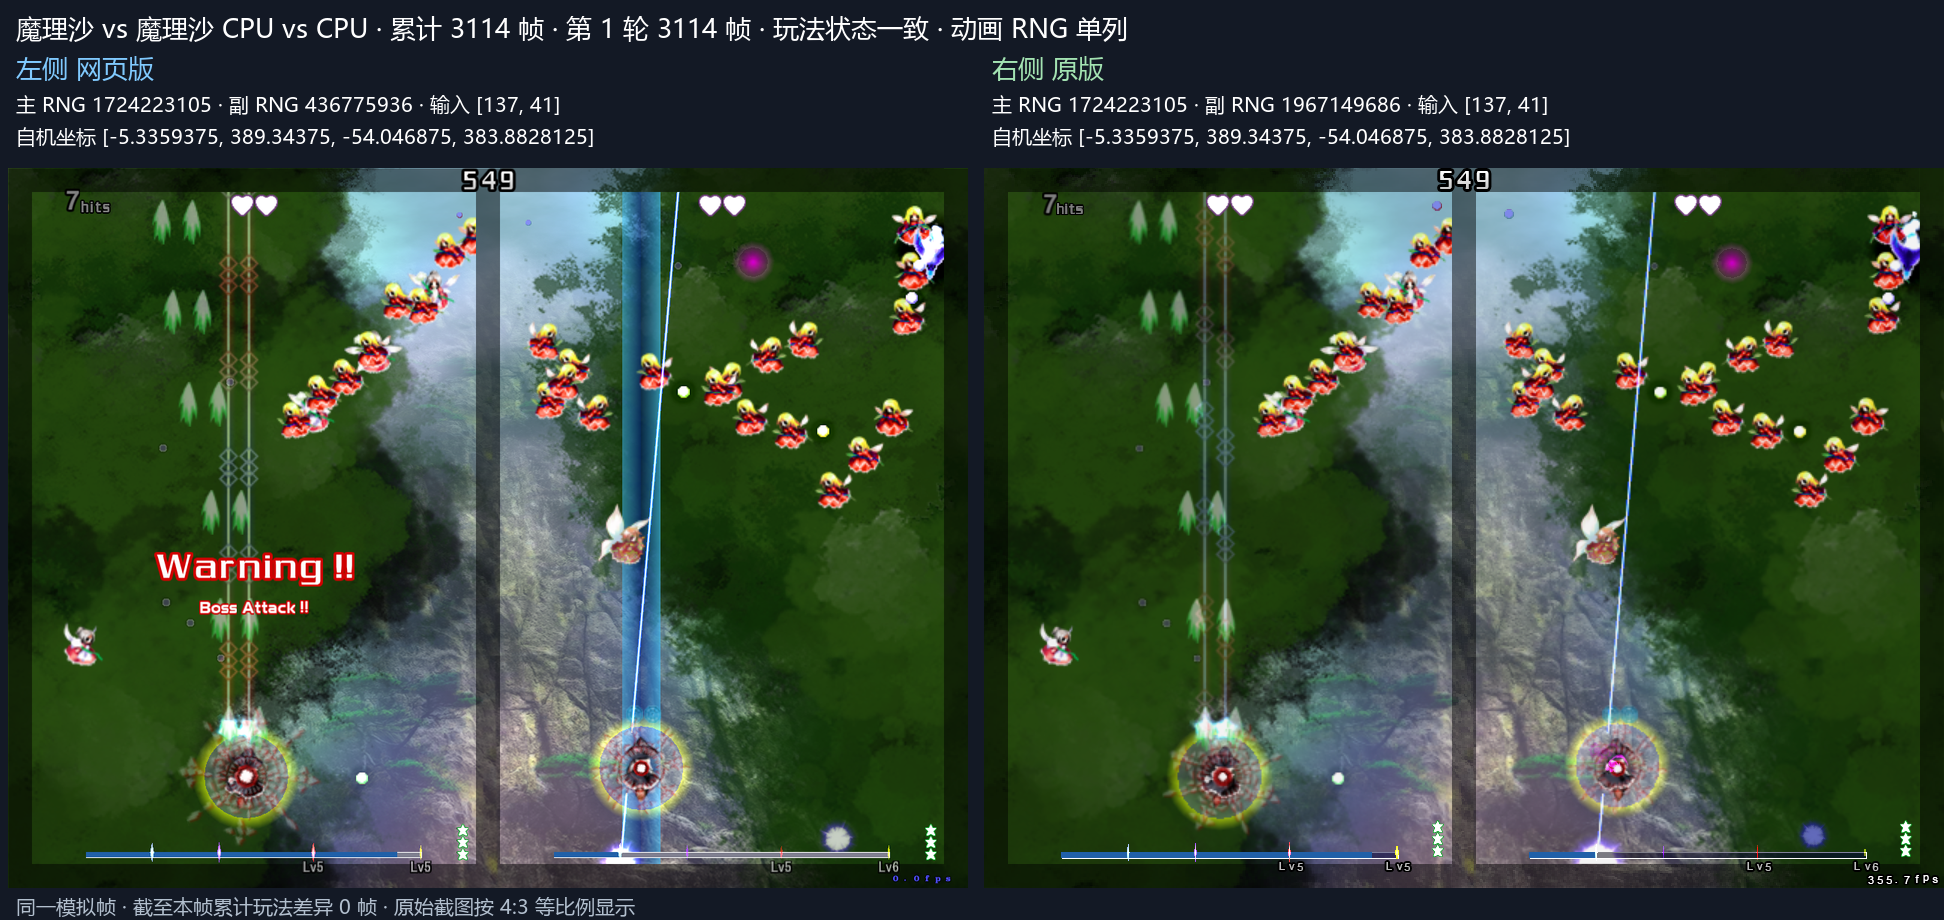 魔理沙 vs 魔理沙 CPU vs CPU · 累计 3114 帧 · 第 1 轮 3114 帧 · 玩法状态一致 · 动画 RNG 单列
左侧 网页版
主 RNG 1724223105 · 副 RNG 436775936 · 输入 [137, 41]
自机坐标 [-5.3359375, 389.34375, -54.046875, 383.8828125]
右侧 原版
主 RNG 1724223105 · 副 RNG 1967149686 · 输入 [137, 41]
自机坐标 [-5.3359375, 389.34375, -54.046875, 383.8828125]
549
7hits
Warning !!
Boss Attack !!
Lv5
Lv5
Lv5
Lv6
0.0fps
549
7hits
Lv5
Lv5
Lv5
Lv6
355.7fps
同一模拟帧 · 截至本帧累计玩法差异 0 帧 · 原始截图按 4:3 等比例显示